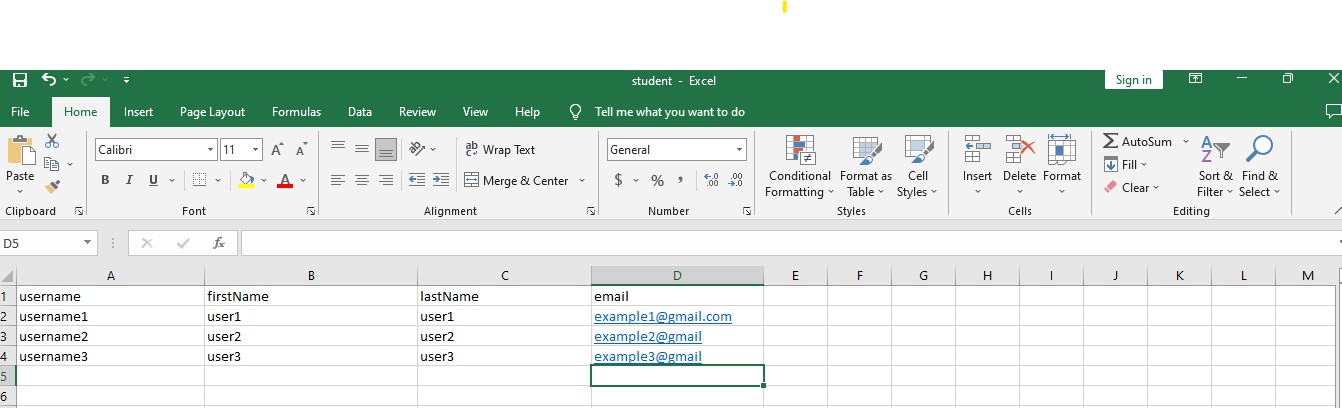 student - Excel
Sign in
File Home Insert Page Layout Formulas Data Review View Help Tell me what you want to do
Paste
Clipboard
Calibri 11 A A
B I U A
Font
ab Wrap Text
Merge & Center
Alignment
General
$ % , .00 .00
Number
Conditional Formatting
Format as Table
Cell Styles
Styles
Insert Delete Format
Cells
AutoSum
Fill
Clear
Sort & Filter
Find & Select
Editing
D5 fx
A B C D E F G H I J K L M
1 username firstName lastName email
2 username1 user1 user1 example1@gmail.com
3 username2 user2 user2 example2@gmail
4 username3 user3 user3 example3@gmail
5
6